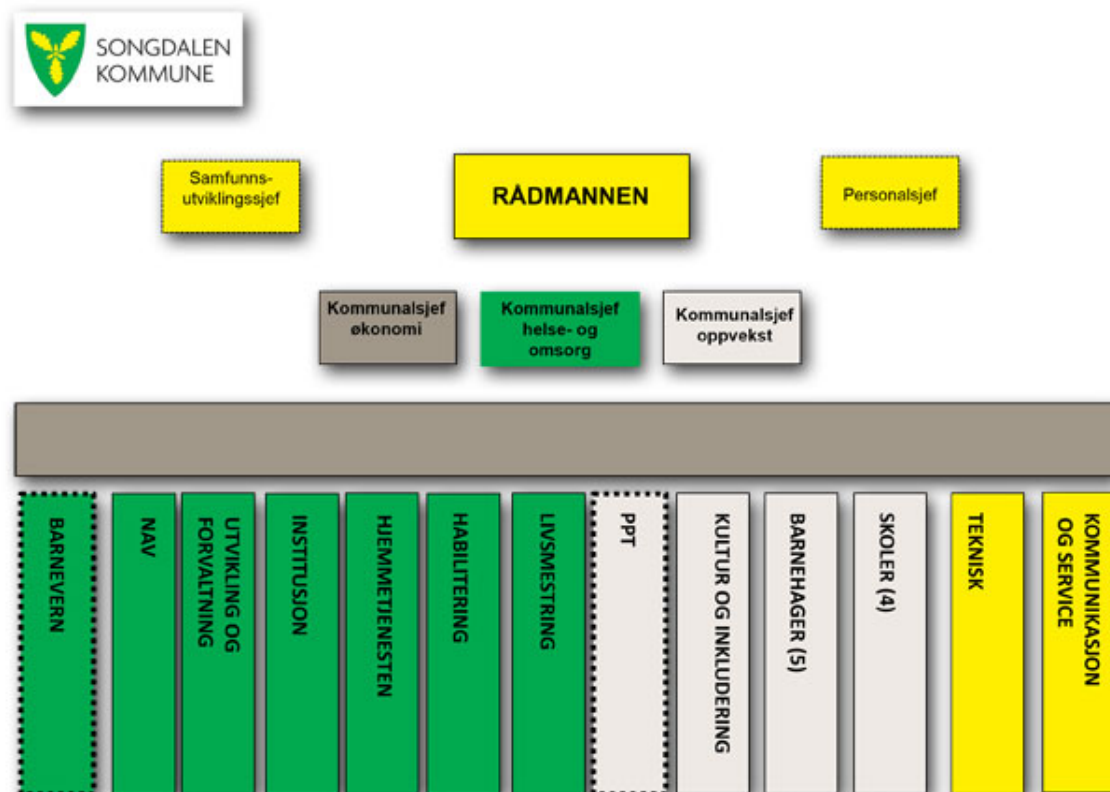 SONGDALEN
KOMMUNE
Samfunns-
utviklingssjef
RÅDMANNEN
Personalsjef
Kommunalsjef
økonomi
Kommunalsjef
helse- og
omsorg
Kommunalsjef
oppvekst
BARNEVERN
NAV
UTVIKLING OG
FORVALTNING
INSTITUSJON
HJEMMETJENESTEN
HABILITERING
LIVSMESTRING
PPT
KULTUR OG INKLUDERING
BARNEHAGER (5)
SKOLER (4)
TEKNISK
KOMMUNIKASJON
OG SERVICE